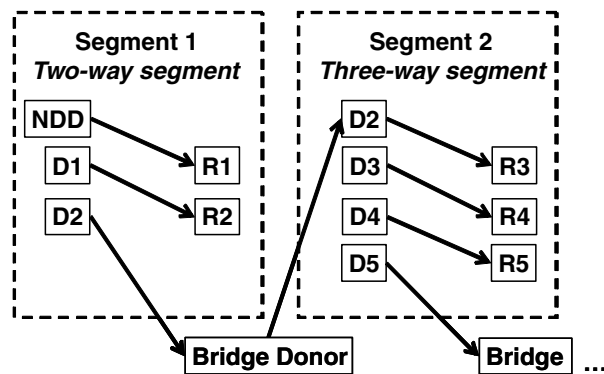 Segment 1
Two-way segment
NDD
D1
R1
D2
R2
Bridge Donor
Segment 2
Three-way segment
D2
D3
R3
D4
R4
D5
R5
Bridge ...